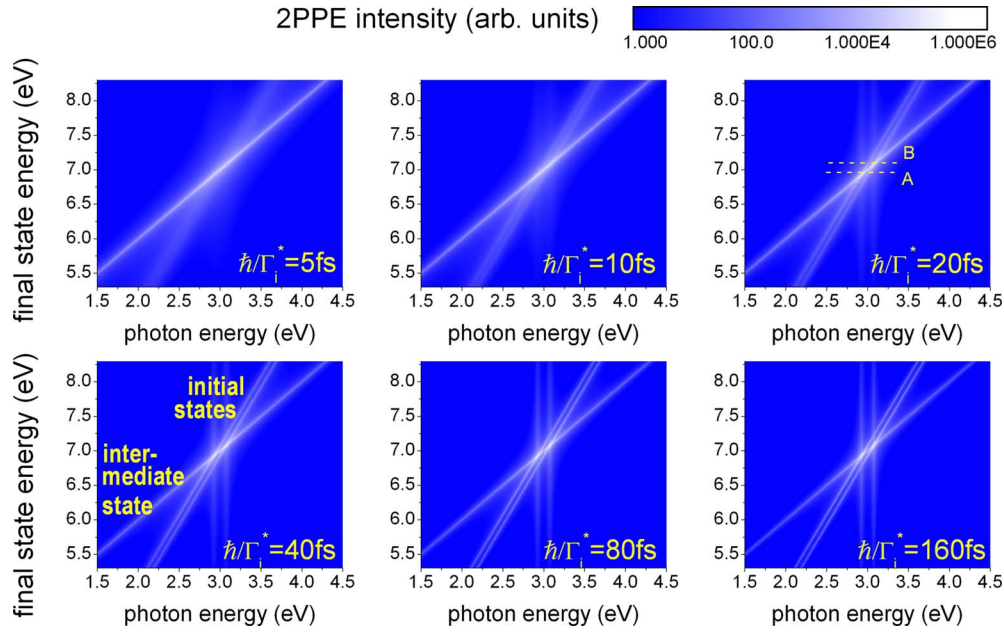 2PPE intensity (arb. units)
1.000 100.0 1.000E4 1.000E6
final state energy (eV)
8.0
7.5
7.0
6.5
6.0
5.5
1.5 2.0 2.5 3.0 3.5 4.0 4.5
photon energy (eV)
ħ/Γi*=5fs
8.0
7.5
7.0
6.5
6.0
5.5
1.5 2.0 2.5 3.0 3.5 4.0 4.5
photon energy (eV)
ħ/Γi*=10fs
8.0
7.5
7.0
6.5
6.0
5.5
1.5 2.0 2.5 3.0 3.5 4.0 4.5
photon energy (eV)
B
A
ħ/Γi*=20fs
final state energy (eV)
8.0
7.5
7.0
6.5
6.0
5.5
1.5 2.0 2.5 3.0 3.5 4.0 4.5
photon energy (eV)
initial
states
inter-
mediate
state
ħ/Γi*=40fs
8.0
7.5
7.0
6.5
6.0
5.5
1.5 2.0 2.5 3.0 3.5 4.0 4.5
photon energy (eV)
ħ/Γi*=80fs
8.0
7.5
7.0
6.5
6.0
5.5
1.5 2.0 2.5 3.0 3.5 4.0 4.5
photon energy (eV)
ħ/Γi*=160fs